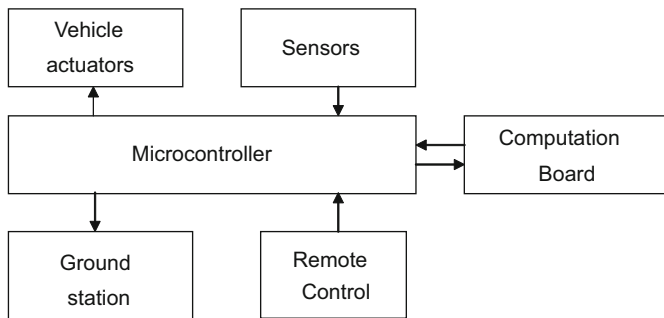 Vehicle
actuators
Sensors
Microcontroller
Computation
Board
Ground
station
Remote
Control